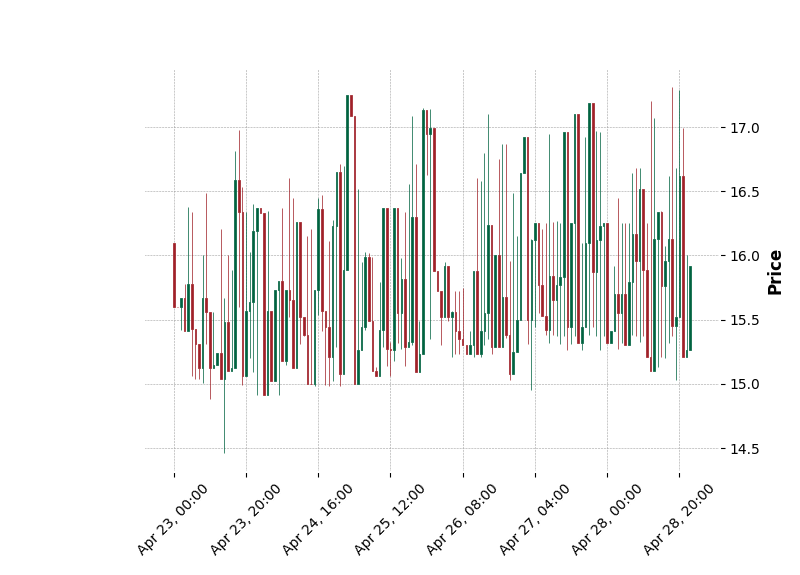 17.0
16.5
16.0
15.5
15.0
14.5
Price
Apr 23, 00:00
Apr 23, 20:00
Apr 24, 16:00
Apr 25, 12:00
Apr 26, 08:00
Apr 27, 04:00
Apr 28, 00:00
Apr 28, 20:00